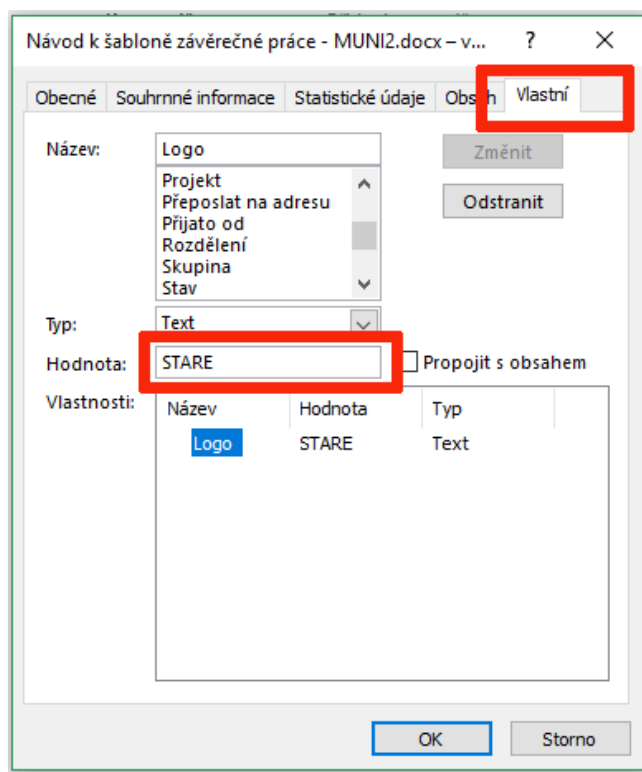 Návod k šabloně závěrečné práce - MUNI2.docx – v... ? ×
Obecné Souhrnné informace Statistické údaje Obsah Vlastní
Název: Logo Změnit
Projekt
Přeposlat na adresu Odstranit
Přijato od
Rozdělení
Skupina
Stav
Typ: Text
Hodnota: STARE Propojit s obsahem
Vlastnosti: Název Hodnota Typ
Logo STARE Text
OK Storno